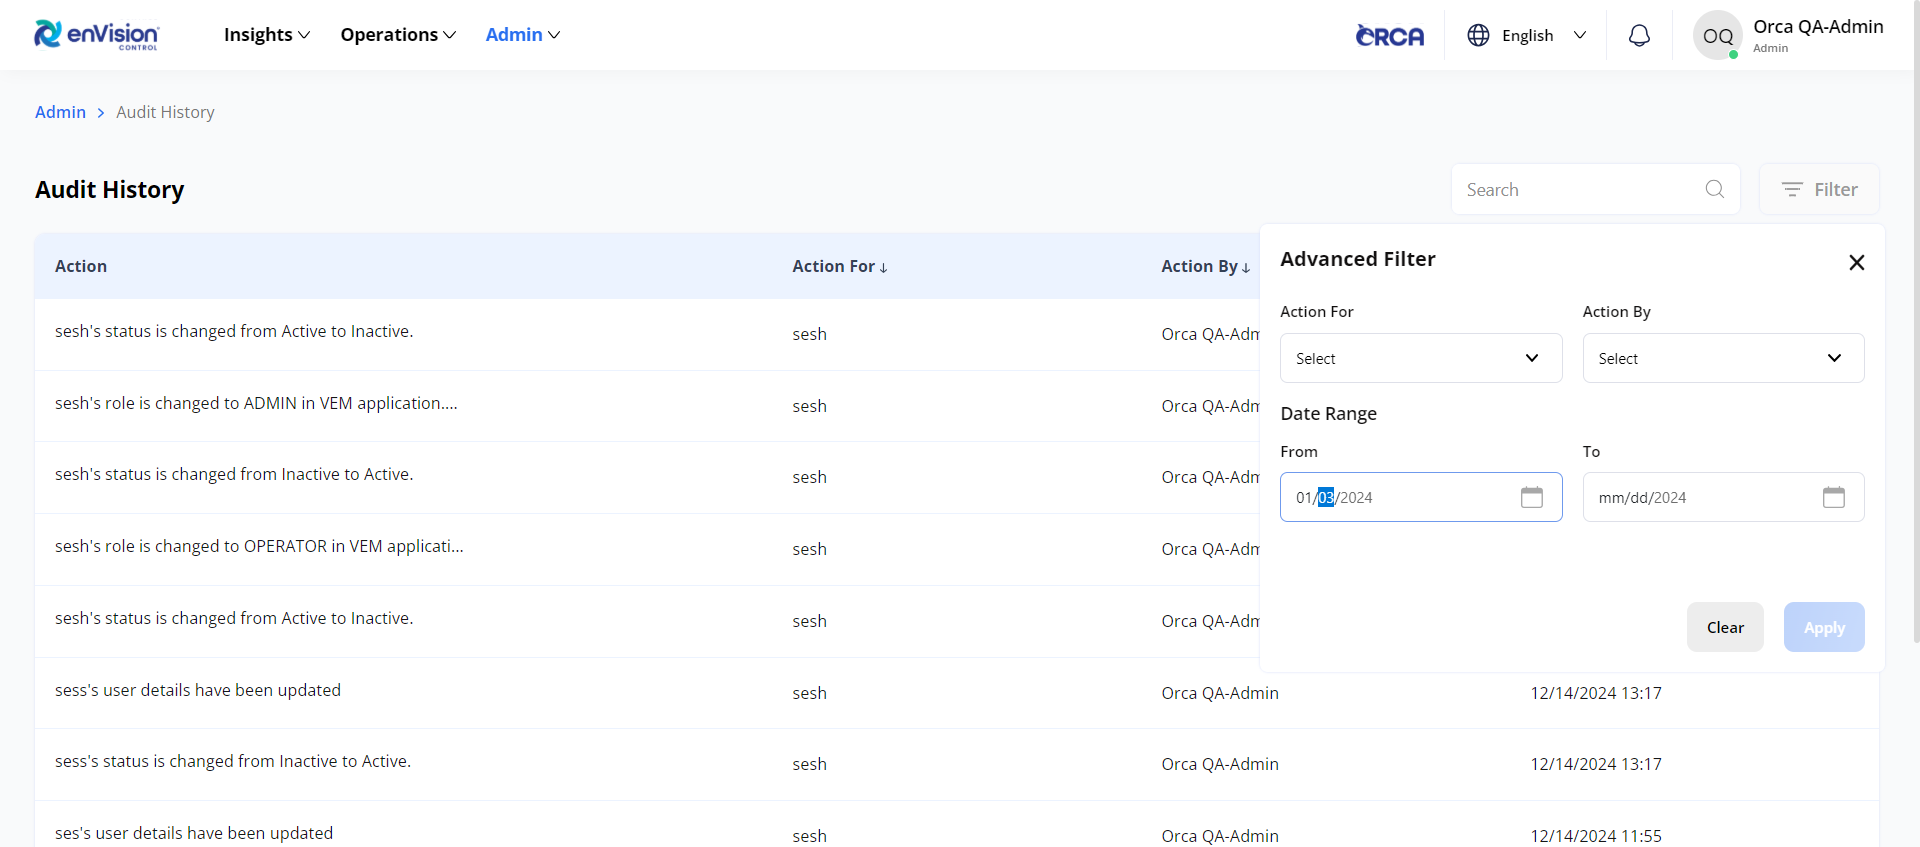 enVision CONTROL Insights Operations Admin ORCA English OQ Orca QA-Admin
Admin
Admin > Audit History
Audit History Search Filter
Action Action For ↓ Action By ↓
Advanced Filter
Action For Action By
Select Select
Date Range
From To
01/03/2024 mm/dd/2024
Clear Apply
sesh's status is changed from Active to Inactive. sesh Orca QA-Adm
sesh's role is changed to ADMIN in VEM application.... sesh Orca QA-Adm
sesh's status is changed from Inactive to Active. sesh Orca QA-Adm
sesh's role is changed to OPERATOR in VEM applicati... sesh Orca QA-Adm
sesh's status is changed from Active to Inactive. sesh Orca QA-Adm
sess's user details have been updated sesh Orca QA-Admin 12/14/2024 13:17
sess's status is changed from Inactive to Active. sesh Orca QA-Admin 12/14/2024 13:17
ses's user details have been updated sesh Orca QA-Admin 12/14/2024 11:55